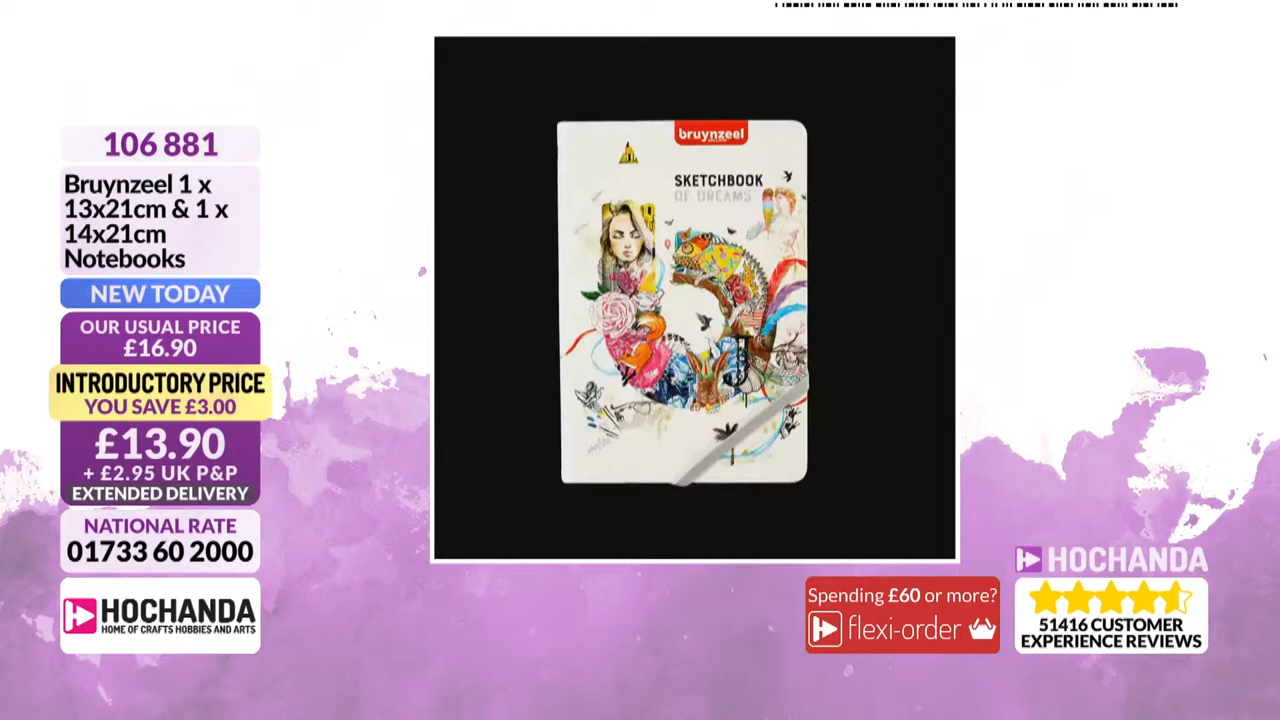 106 881
Bruynzeel 1 x
13x21cm & 1 x
14x21cm
Notebooks
NEW TODAY
OUR USUAL PRICE
£16.90
INTRODUCTORY PRICE
YOU SAVE £3.00
£13.90
+ £2.95 UK P&P
EXTENDED DELIVERY
NATIONAL RATE
01733 60 2000
HOCHANDA
HOME OF CRAFTS HOBBIES AND ARTS
bruynzeel
SKETCHBOOK
OF DREAMS
Spending £60 or more?
flexi-order
HOCHANDA
51416 CUSTOMER
EXPERIENCE REVIEWS